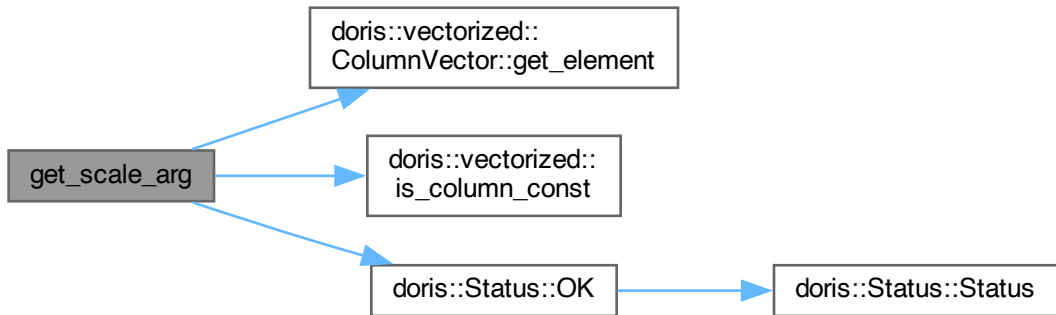 doris::vectorized::
ColumnVector::get_element
get_scale_arg
doris::vectorized::
is_column_const
doris::Status::OK
doris::Status::Status